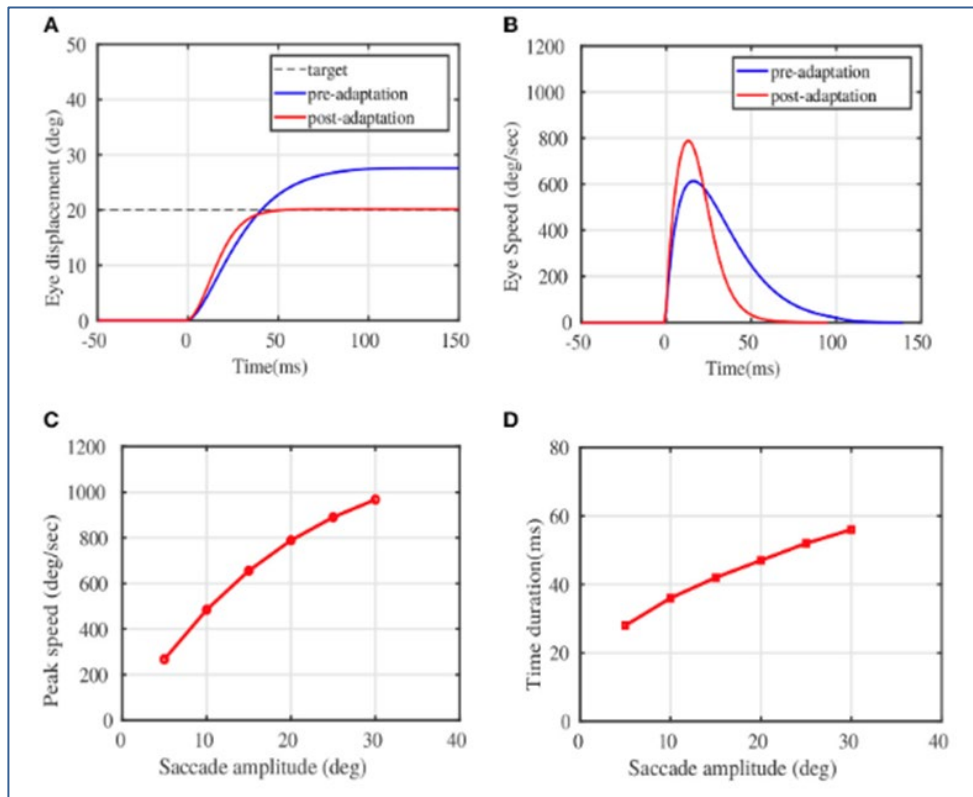 A
50
40
30
20
10
0
-50
0
50
100
150
Eye displacement (deg)
Time(ms)
target
pre-adaptation
post-adaptation
B
1200
1000
800
600
400
200
0
-50
0
50
100
150
Eye Speed (deg/sec)
Time(ms)
pre-adaptation
post-adaptation
C
1200
1000
800
600
400
200
0
0
10
20
30
40
Peak speed (deg/sec)
Saccade amplitude (deg)
D
80
60
40
20
0
0
10
20
30
40
Time duration(ms)
Saccade amplitude (deg)